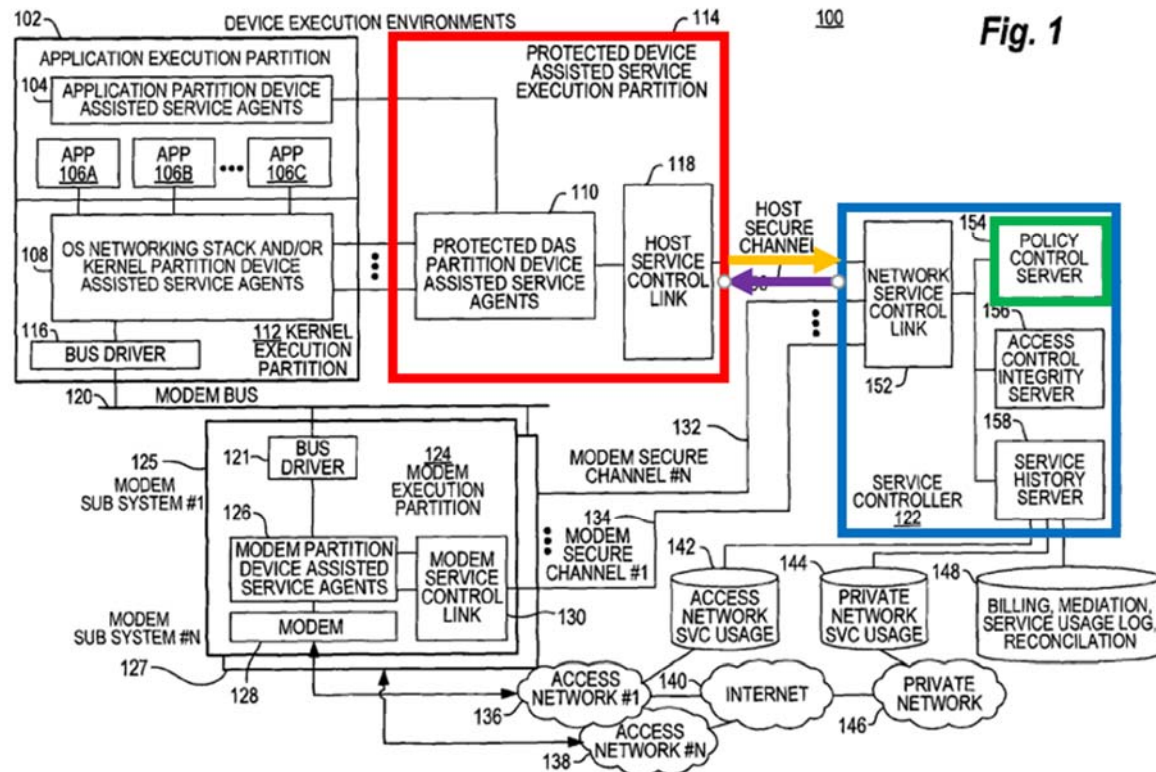 102
DEVICE EXECUTION ENVIRONMENTS
114
100
Fig. 1
APPLICATION EXECUTION PARTITION
104
APPLICATION PARTITION DEVICE
ASSISTED SERVICE AGENTS
APP
106A
APP
106B
APP
106C
108
OS NETWORKING STACK AND/OR
KERNEL PARTITION DEVICE
ASSISTED SERVICE AGENTS
116
BUS DRIVER
112 KERNEL
EXECUTION
PARTITION
PROTECTED DEVICE
ASSISTED SERVICE
EXECUTION PARTITION
110
PROTECTED DAS
PARTITION DEVICE
ASSISTED SERVICE
AGENTS
118
HOST
SERVICE
CONTROL
LINK
HOST
SECURE
CHANNEL
154
POLICY
CONTROL
SERVER
NETWORK
SERVICE
CONTROL
LINK
152
156
ACCESS
CONTROL
INTEGRITY
SERVER
158
SERVICE
HISTORY
SERVER
SERVICE
CONTROLLER
122
120
MODEM BUS
132
MODEM SECURE
CHANNEL #N
134
MODEM
SECURE
CHANNEL #1
125
MODEM
SUB SYSTEM #1
121
BUS
DRIVER
124
MODEM
EXECUTION
PARTITION
126
MODEM PARTITION
DEVICE ASSISTED
SERVICE AGENTS
MODEM
SERVICE
CONTROL
LINK
130
MODEM
SUB SYSTEM #N
MODEM
127
128
142
ACCESS
NETWORK
SVC USAGE
144
PRIVATE
NETWORK
SVC USAGE
148
BILLING, MEDIATION,
SERVICE USAGE LOG,
RECONCILATION
ACCESS
NETWORK #1
136
140
INTERNET
PRIVATE
NETWORK
146
ACCESS
NETWORK #N
138